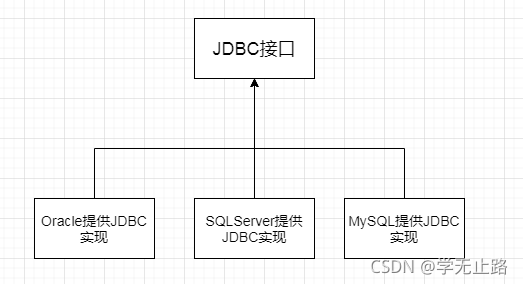 JDBC接口
Oracle提供JDBC
实现
SQLServer提供
JDBC实现
MySQL提供JDBC
实现
CSDN @学无止路